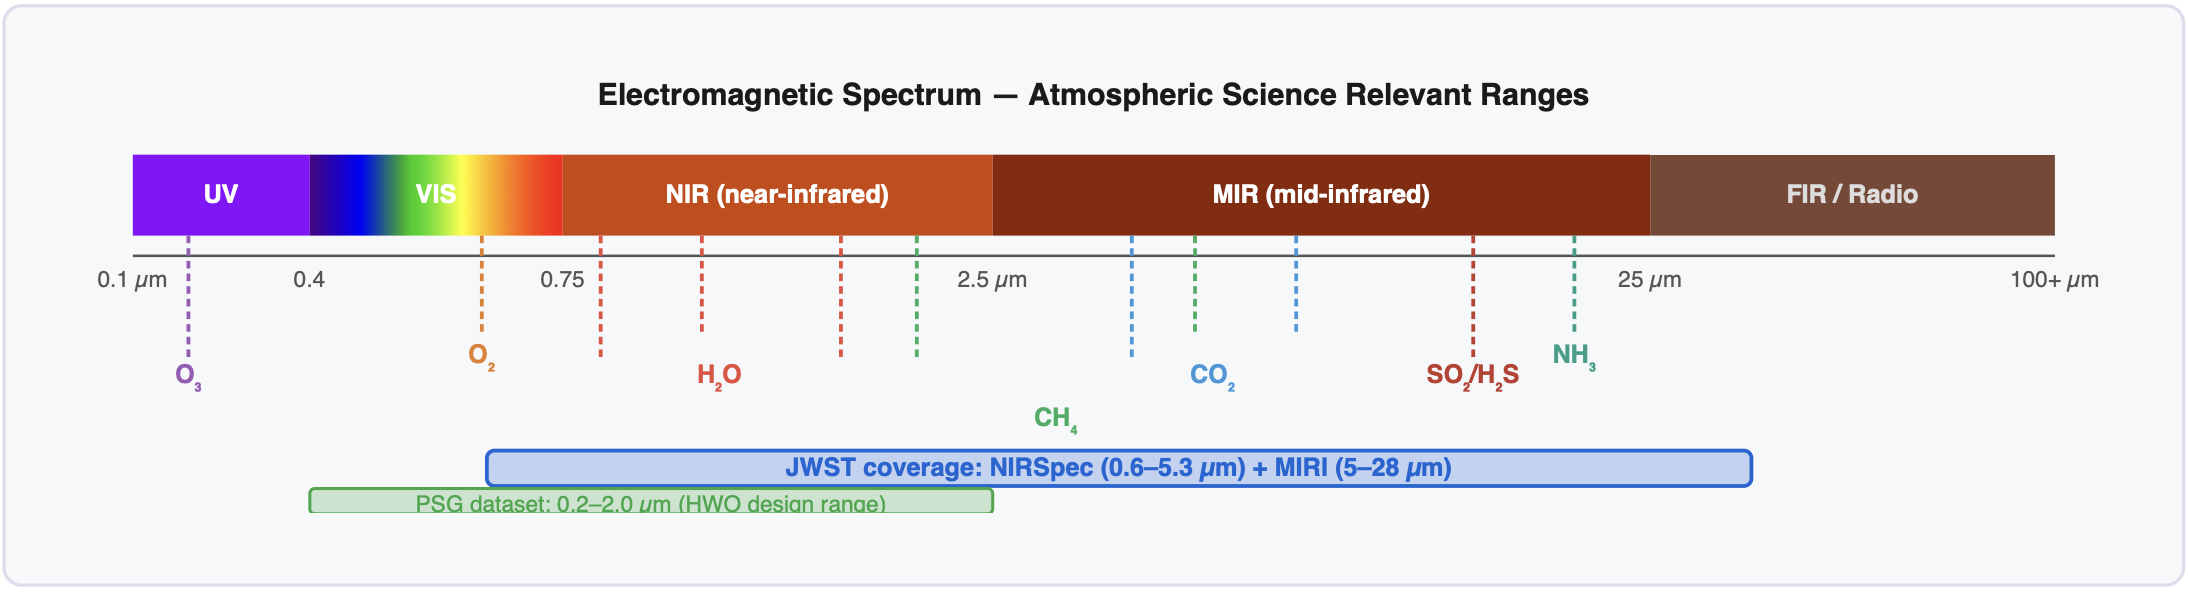 Electromagnetic Spectrum — Atmospheric Science Relevant Ranges
UV VIS NIR (near-infrared) MIR (mid-infrared) FIR / Radio
0.1 µm 0.4 0.75 2.5 µm 25 µm 100+ µm
O₂ NH₃
O₃ H₂O CO₂ SO₂/H₂S
CH₄
JWST coverage: NIRSpec (0.6–5.3 µm) + MIRI (5–28 µm)
PSG dataset: 0.2–2.0 µm (HWO design range)